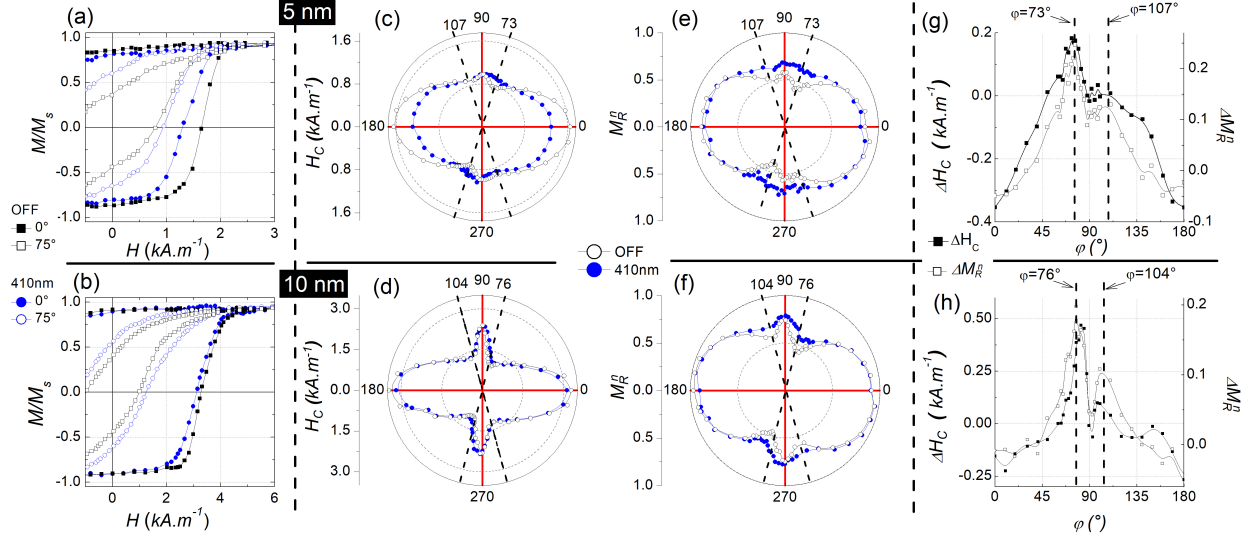 5 nm
10 nm
(a)
M/Ms
1.0
0.5
0.0
-0.5
-1.0
0
1
2
3
H (kA.m⁻¹)
OFF
0°
75°
(b)
M/Ms
1.0
0.5
0.0
-0.5
-1.0
0
2
4
6
H (kA.m⁻¹)
410nm
0°
75°
(c)
107
90
73
180
0
270
HC (kA.m⁻¹)
1.6
0.8
0.0
0.8
1.6
(d)
104
90
76
180
0
270
HC (kA.m⁻¹)
3.0
1.5
0.0
1.5
3.0
OFF
410nm
(e)
107
90
73
180
0
270
MRⁿ
1.0
0.5
0.0
0.5
1.0
(f)
104
90
76
180
0
270
MRⁿ
1.0
0.5
0.0
0.5
1.0
(g)
φ=73°
φ=107°
ΔHC ( kA.m⁻¹)
0.2
0.0
-0.2
-0.4
ΔMRⁿ
0.2
0.1
0.0
-0.1
0
45
90
135
180
φ (°)
ΔHC
ΔMRⁿ
(h)
φ=76°
φ=104°
ΔHC ( kA.m⁻¹)
0.50
0.25
0.00
-0.25
ΔMRⁿ
0.2
0.1
0.0
0
45
90
135
180
φ (°)